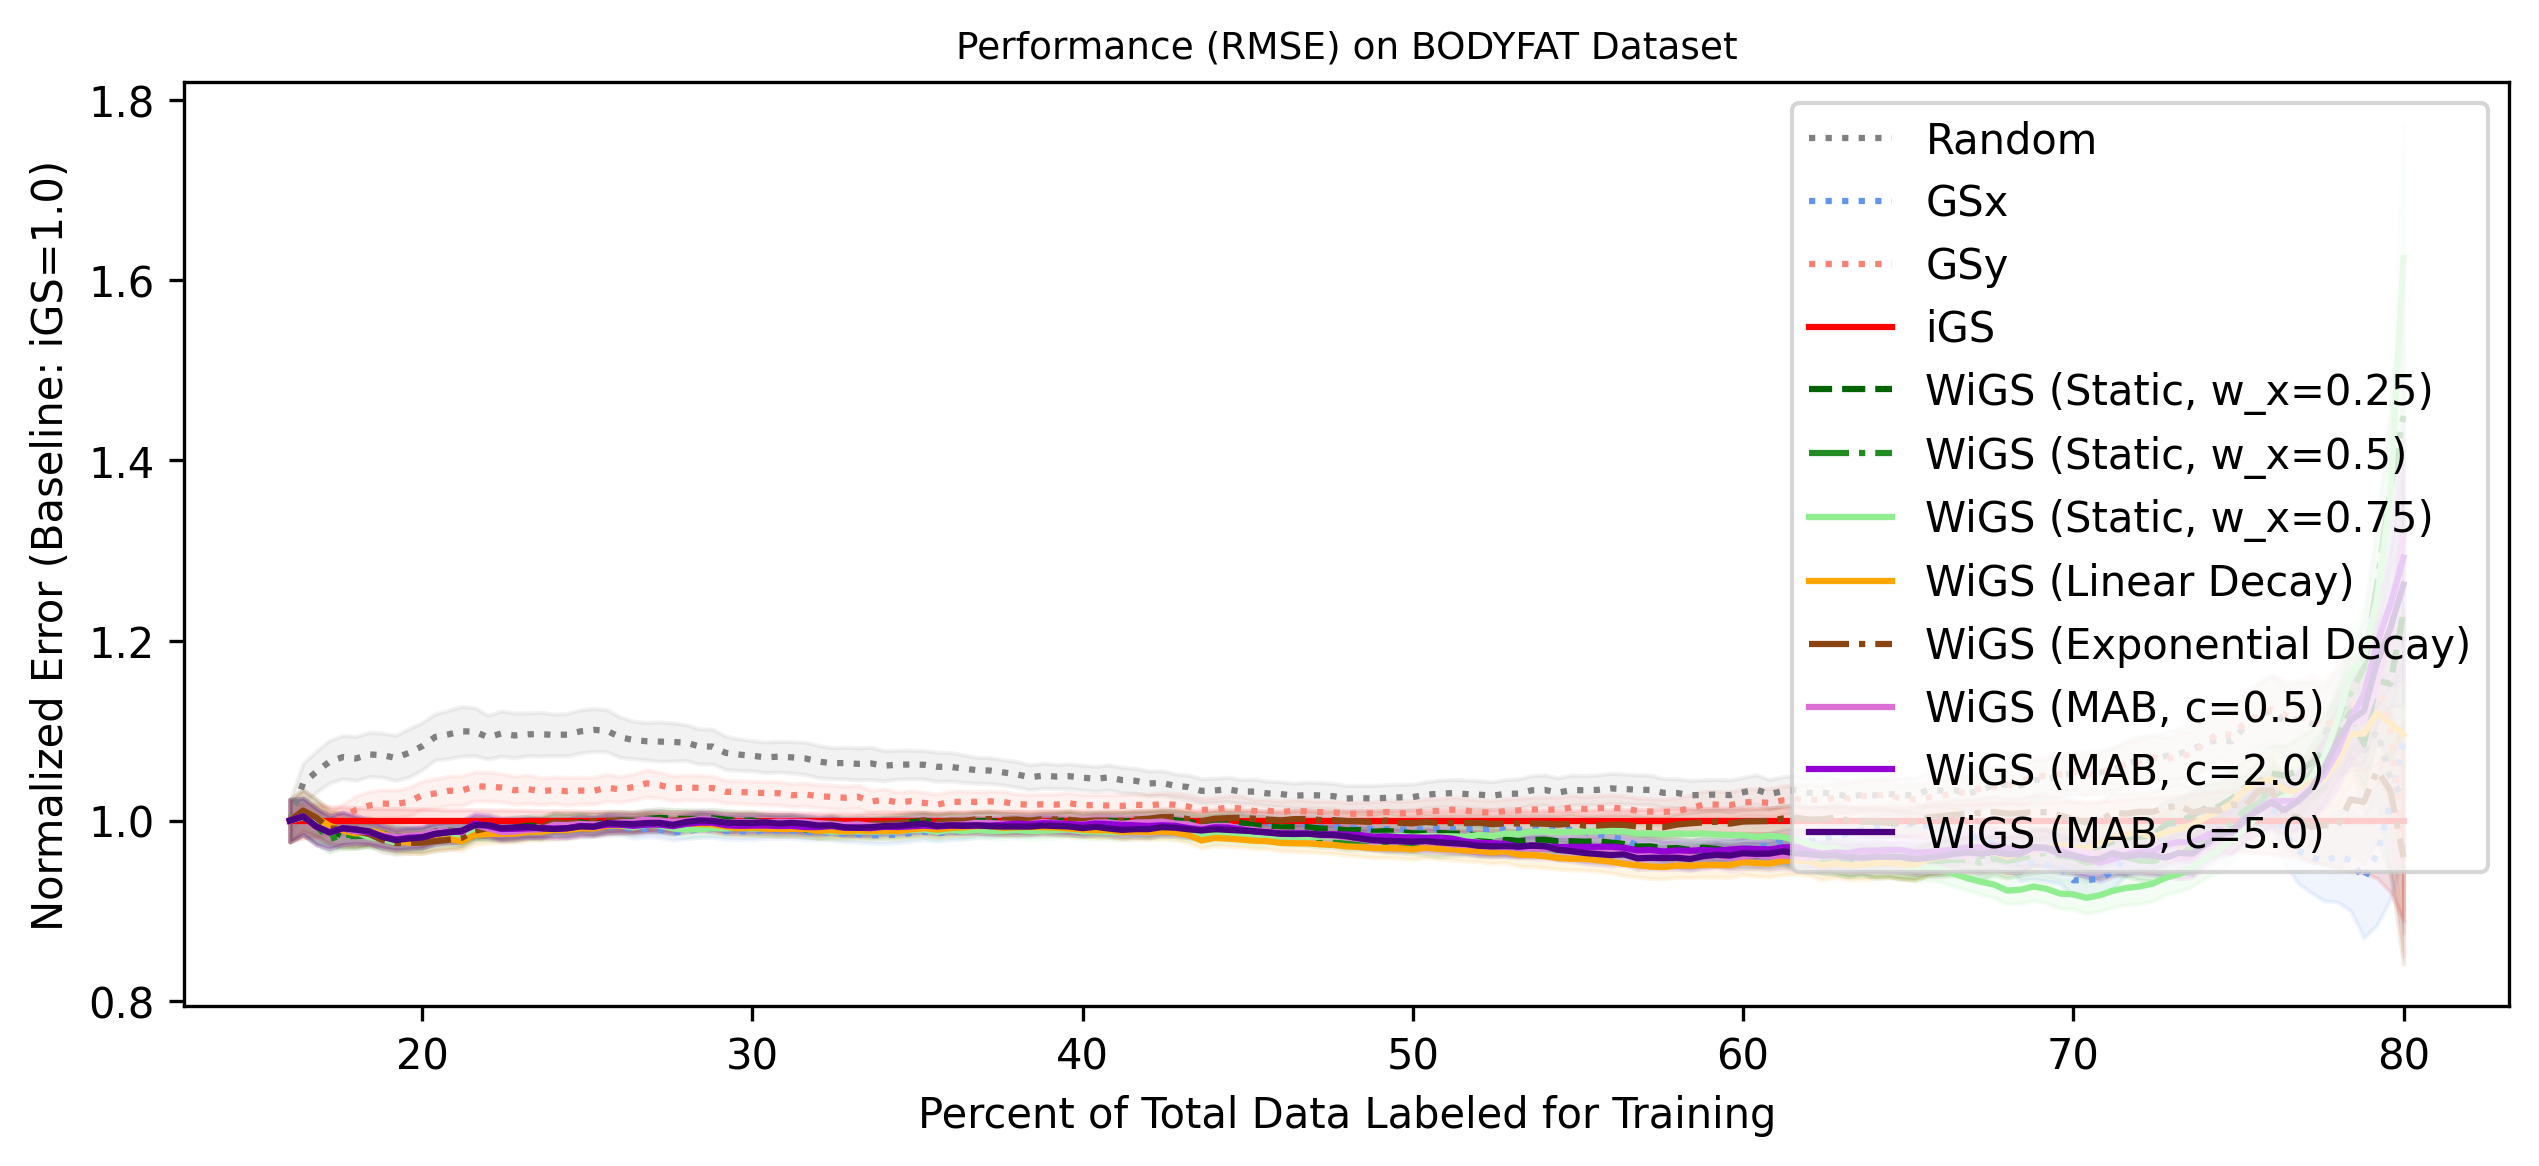 Performance (RMSE) on BODYFAT Dataset
Normalized Error (Baseline: iGS=1.0)
1.8
1.6
1.4
1.2
1.0
0.8
Random
GSx
GSy
iGS
WiGS (Static, w_x=0.25)
WiGS (Static, w_x=0.5)
WiGS (Static, w_x=0.75)
WiGS (Linear Decay)
WiGS (Exponential Decay)
WiGS (MAB, c=0.5)
WiGS (MAB, c=2.0)
WiGS (MAB, c=5.0)
20 30 40 50 60 70 80
Percent of Total Data Labeled for Training